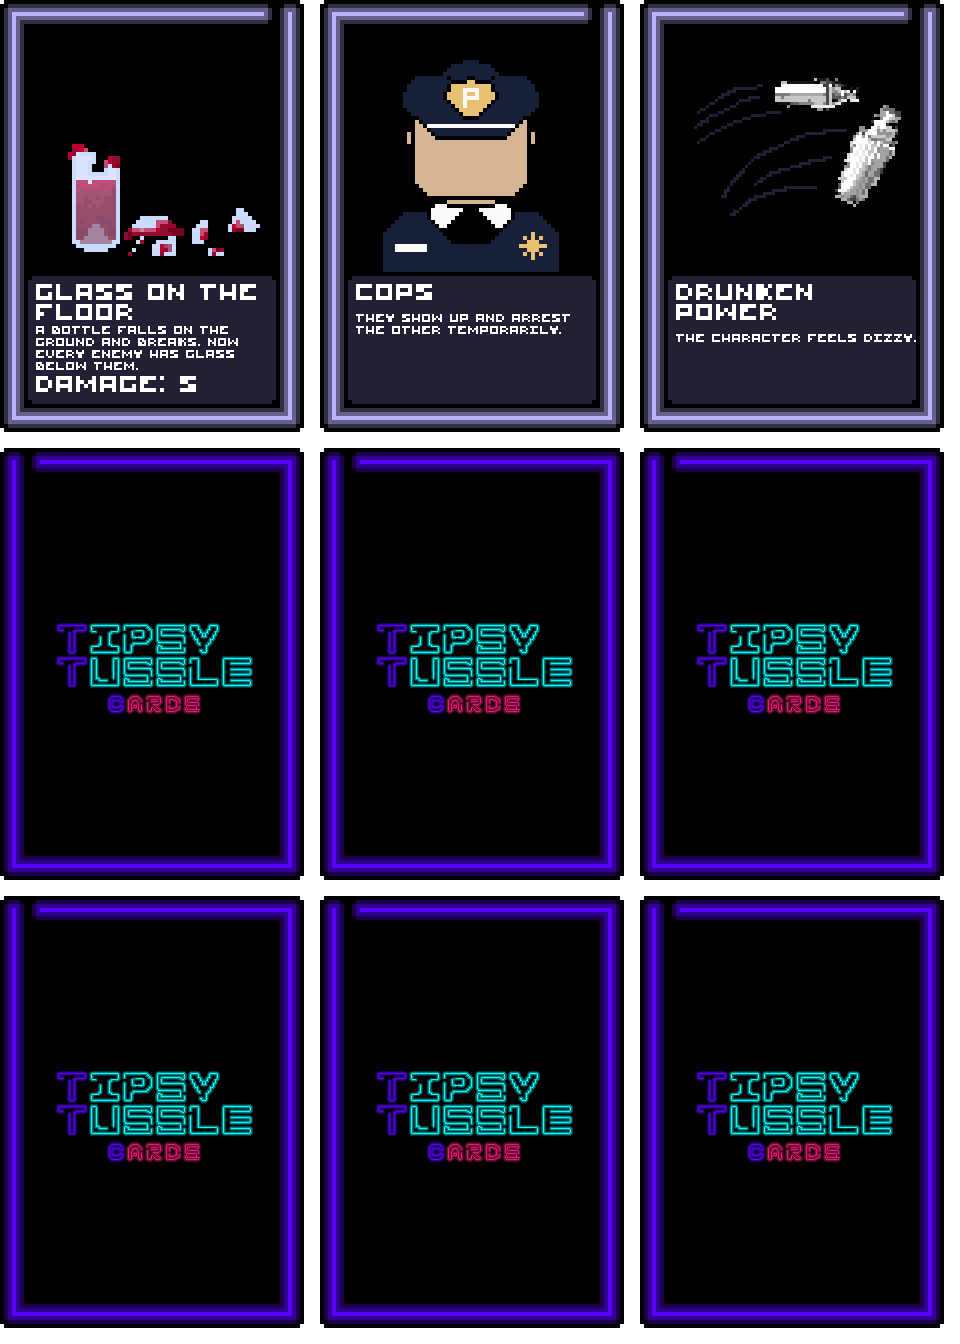 GLASS ON THE
FLOOR
A BOTTLE FALLS ON THE
GROUND AND BREAKS. NOW
EVERY ENEMY HAS GLASS
BELOW THEM.
DAMAGE: 5
P
COPS
THEY SHOW UP AND ARREST
THE OTHER TEMPORARILY.
DRUNKEN
POWER
THE CHARACTER FEELS DIZZY.
TIPSY
TUSSLE
CARDS
TIPSY
TUSSLE
CARDS
TIPSY
TUSSLE
CARDS
TIPSY
TUSSLE
CARDS
TIPSY
TUSSLE
CARDS
TIPSY
TUSSLE
CARDS